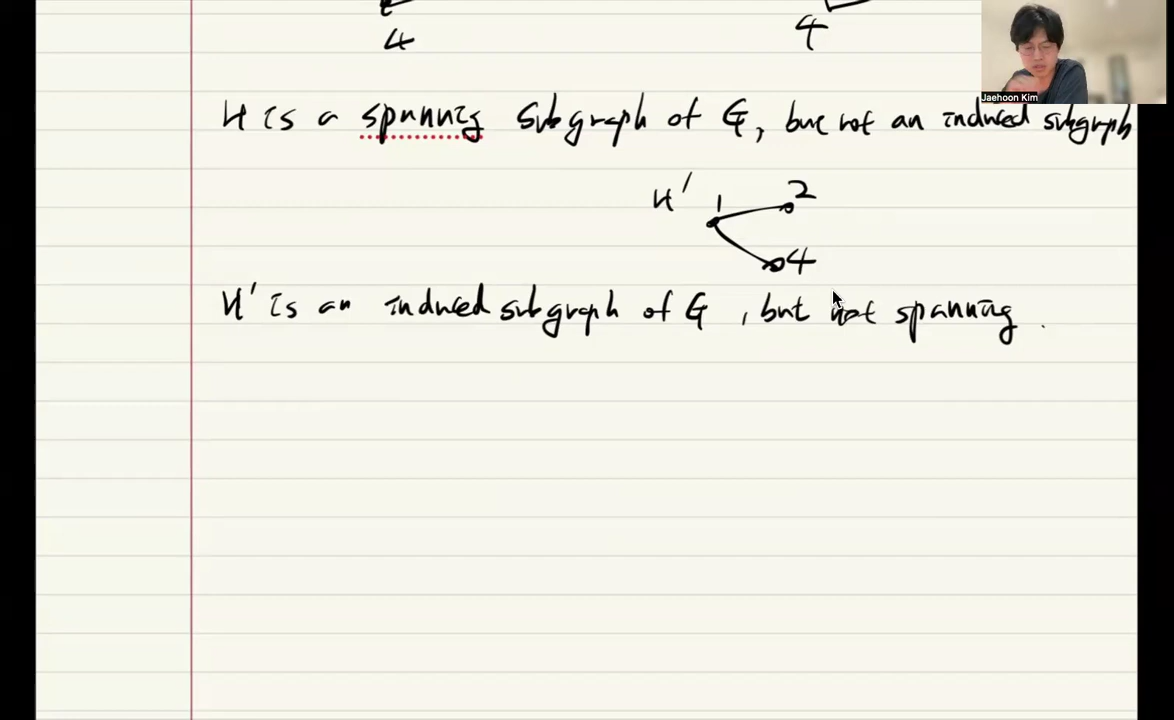 4 4
Jaehoon Kim
H is a spnnuig subgraph of G, but not an induced subgraph
H' 1 2
4
H' is an induced subgraph of G, but not spanning.